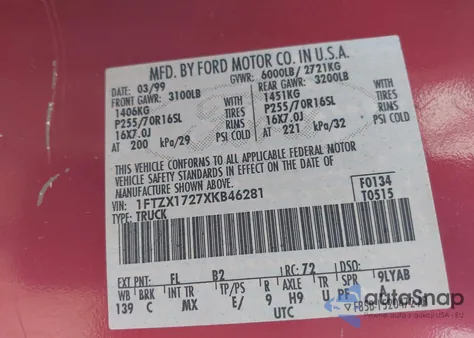 MFD. BY FORD MOTOR CO. IN U.S.A.
DATE: 03/99 GVWR: 6000LB/ 2721KG
FRONT GAWR: 3100LB REAR GAWR: 3200LB
1406KG WITH 1451KG WITH
P255/70R16SL TIRES P255/70R16SL TIRES
16X7.0J RIMS 16X7.0J RIMS
AT 200 kPa/29 PSI COLD AT 221 kPa/32 PSI COLD
THIS VEHICLE CONFORMS TO ALL APPLICABLE FEDERAL MOTOR
VEHICLE SAFETY STANDARDS IN EFFECT ON THE DATE OF
MANUFACTURE SHOWN ABOVE.
VIN: 1FTZX1727XKB46281 F0134
TYPE: TRUCK T0515
EXT PNT: FL B2 RC: 72 DSO:
WB BRK INT TR TP/PS R AXLE TR SPR 9LYAB
139 C MX E/ 9 H9 U PF
UTC
autoSnap